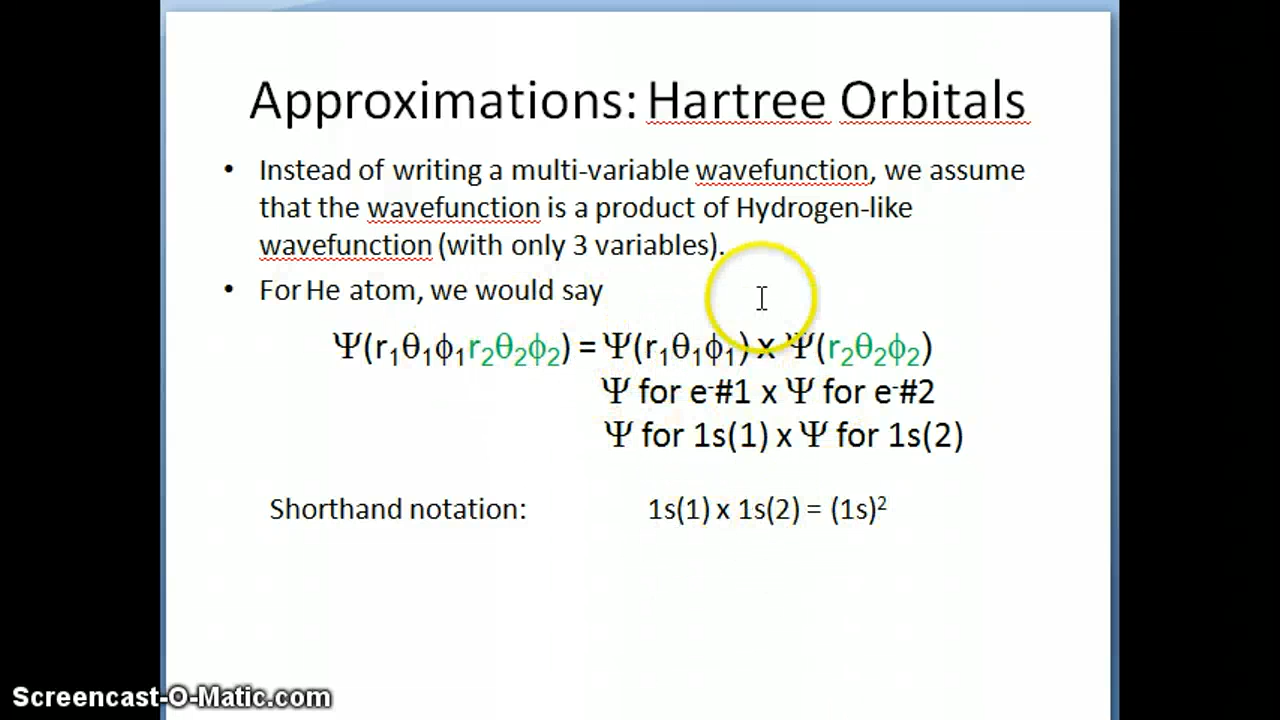 Approximations: Hartree Orbitals
• Instead of writing a multi-variable wavefunction, we assume
that the wavefunction is a product of Hydrogen-like
wavefunction (with only 3 variables).
• For He atom, we would say
Ψ(r₁θ₁ϕ₁r₂θ₂ϕ₂) = Ψ(r₁θ₁ϕ₁) x Ψ(r₂θ₂ϕ₂)
Ψ for e⁻#1 x Ψ for e⁻#2
Ψ for 1s(1) x Ψ for 1s(2)
Shorthand notation: 1s(1) x 1s(2) = (1s)²
Screencast-O-Matic.com